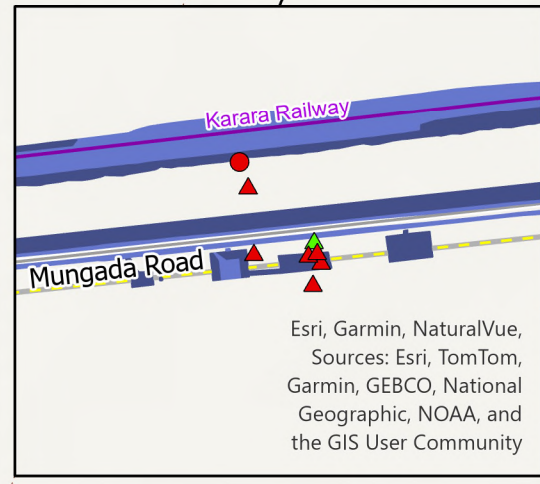 Karara Railway
Mungada Road
Esri, Garmin, NaturalVue,
Sources: Esri, TomTom,
Garmin, GEBCO, National
Geographic, NOAA, and
the GIS User Community